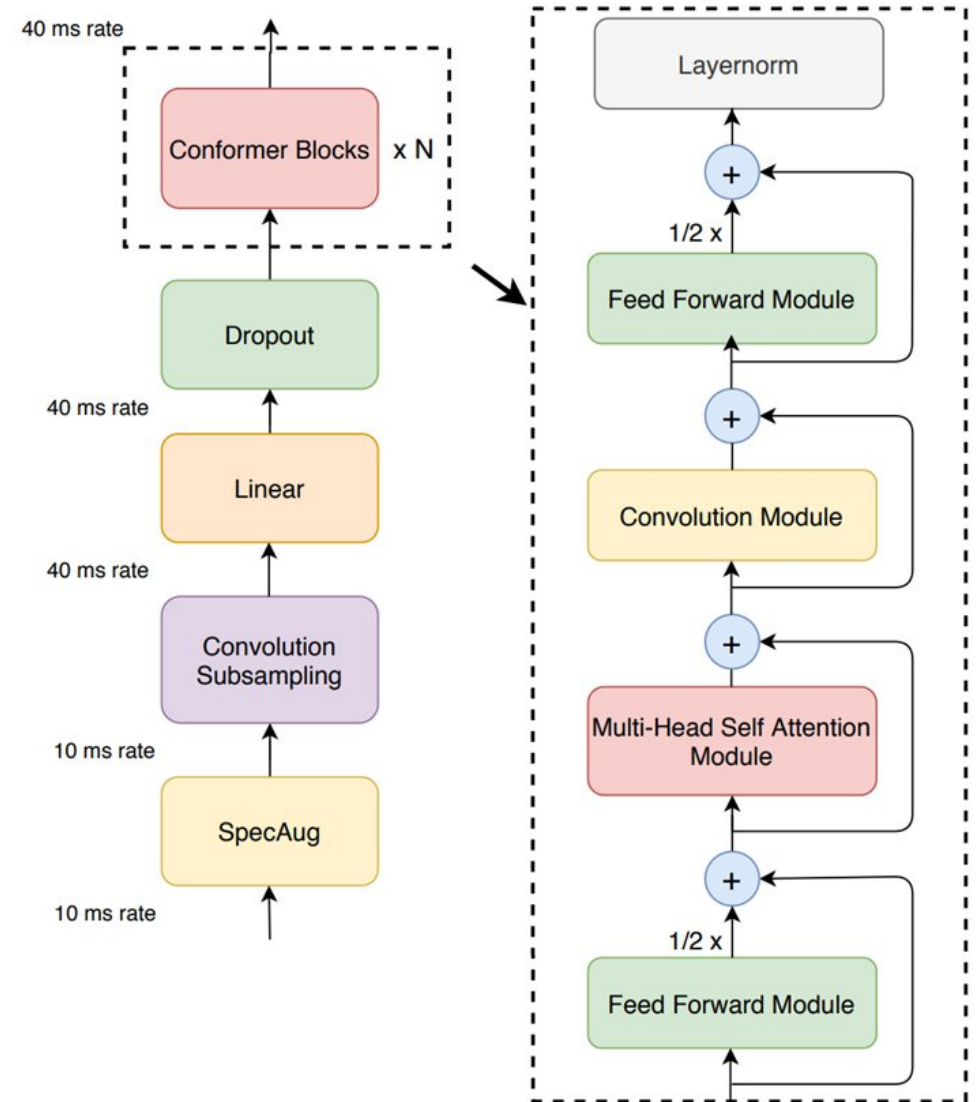 40 ms rate
Conformer Blocks
x N
Dropout
40 ms rate
Linear
40 ms rate
Convolution
Subsampling
10 ms rate
SpecAug
10 ms rate
Layernorm
+
1/2 x
Feed Forward Module
+
Convolution Module
+
Multi-Head Self Attention
Module
+
1/2 x
Feed Forward Module